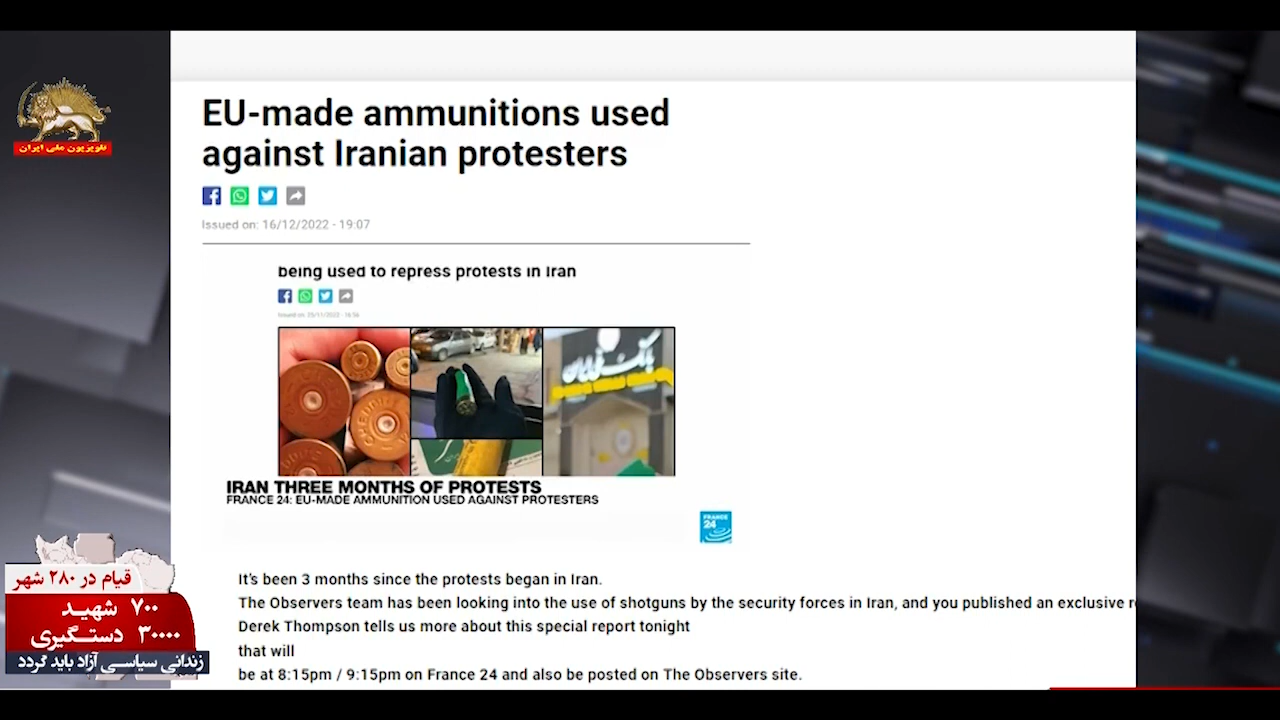 EU-made ammunitions used
against Iranian protesters
Issued on: 16/12/2022 - 19:07
being used to repress protests in Iran
بانک ملی ایران
IRAN THREE MONTHS OF PROTESTS
FRANCE 24: EU-MADE AMMUNITION USED AGAINST PROTESTERS
FRANCE
24
It's been 3 months since the protests began in Iran.
The Observers team has been looking into the use of shotguns by the security forces in Iran, and you published an exclusive
Derek Thompson tells us more about this special report tonight
that will
be at 8:15pm / 9:15pm on France 24 and also be posted on The Observers site.
تلویزیون ملی ایران
قیام در ۲۸۰ شهر
۷۰۰ شهید
۳۰۰۰۰ دستگیری
زندانی سیاسی آزاد باید گردد